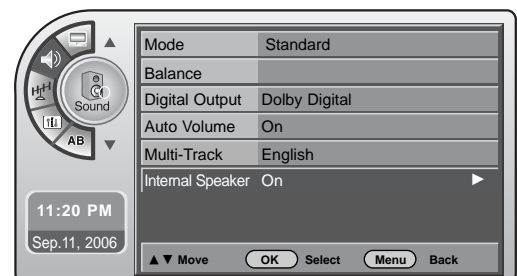 Mode Standard
Balance
Digital Output Dolby Digital
Auto Volume On
Multi-Track English
Internal Speaker On
Sound
AB
11:20 PM
Sep.11, 2006
Move OK Select Menu Back